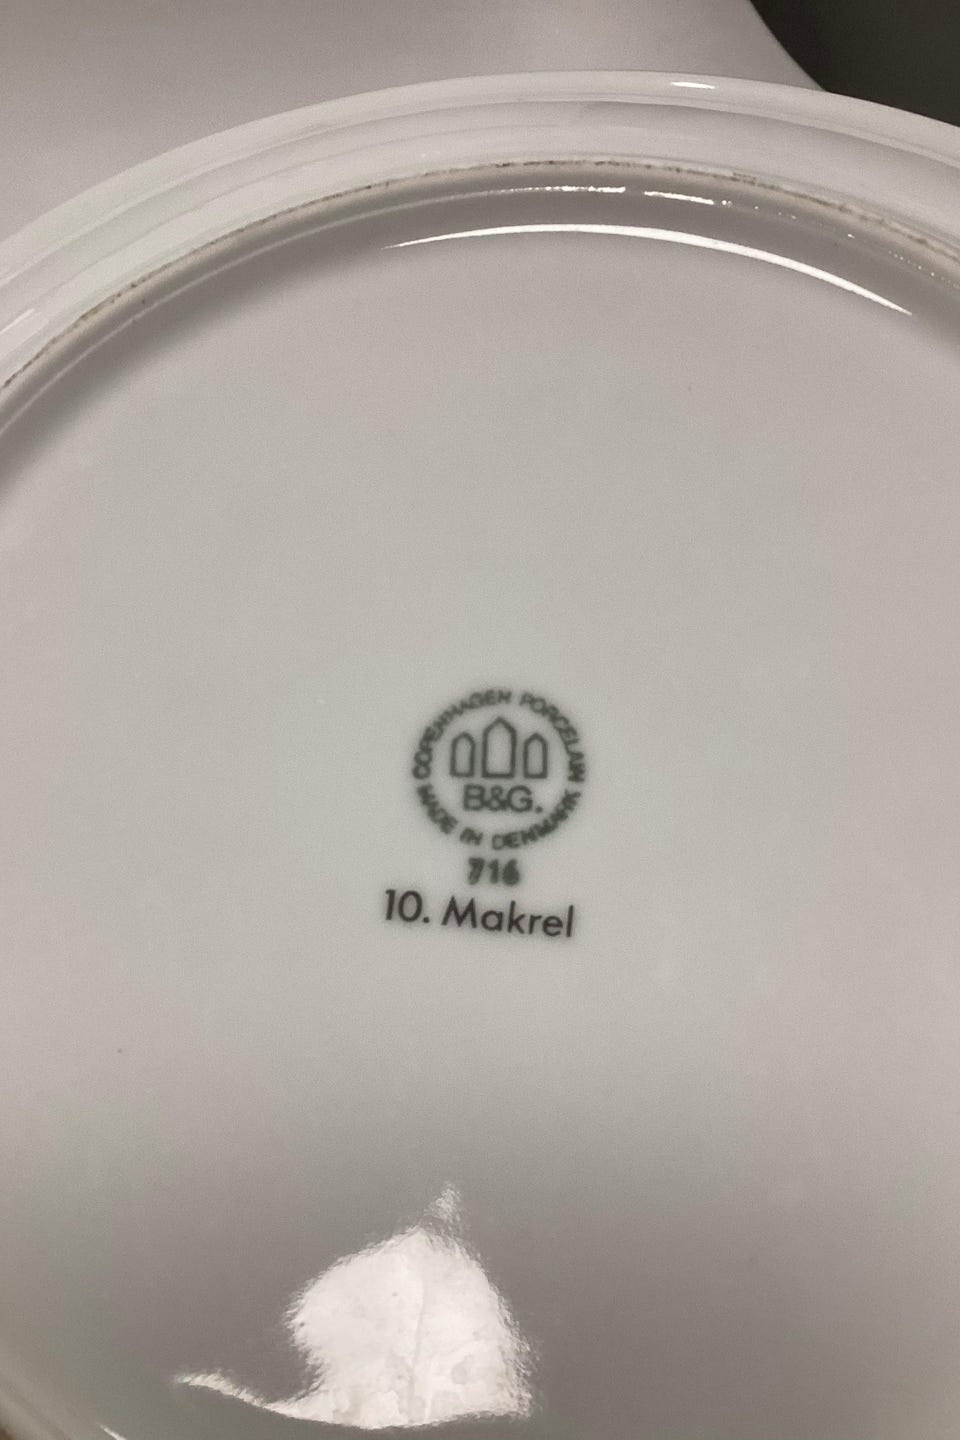 COPENHAGEN PORCELAIN
B&G.
MADE IN DENMARK
716
10. Makrel